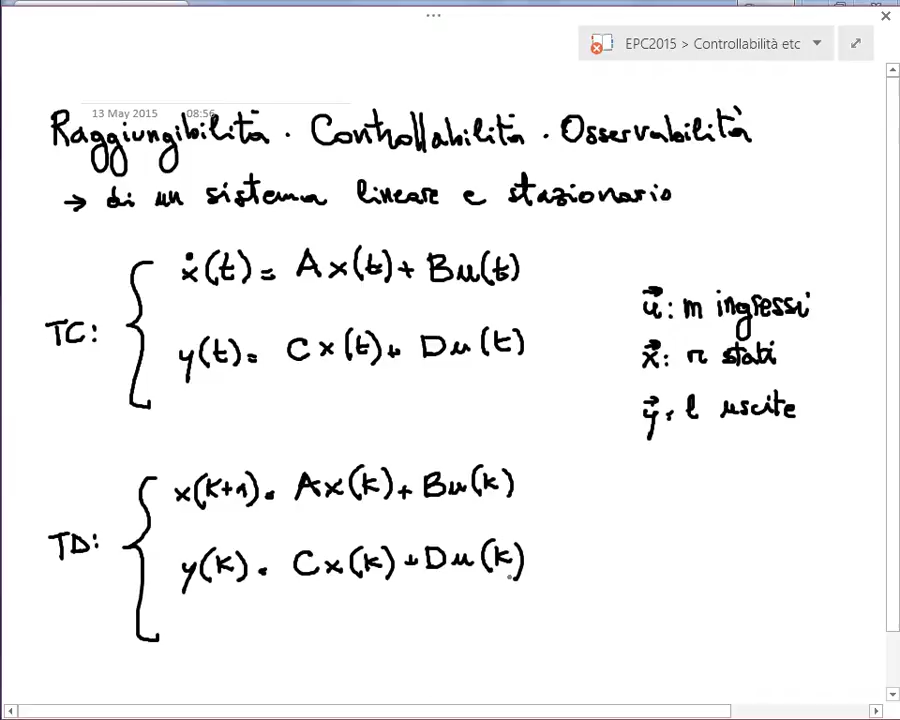 EPC2015 > Controllabilità etc
13 May 2015 08:56
Raggiungibilità . Controllabilità . Osservabilità
→ di un sistema lineare e stazionario
ẋ(t) = Ax(t) + Bu(t)
TC:
y(t) = Cx(t) + Du(t)
u⃗: m ingressi
x⃗: n stati
y⃗: l uscite
x(k+1) = Ax(k) + Bu(k)
TD:
y(k) = Cx(k) + Du(k)